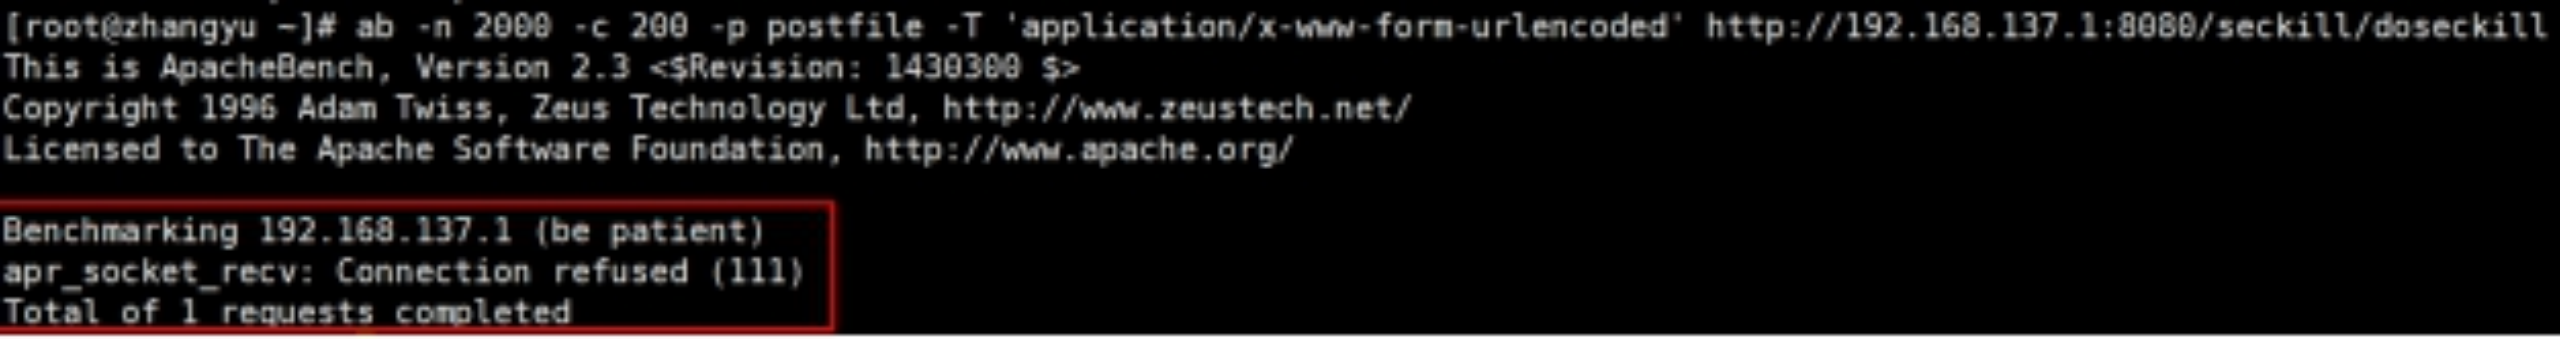 [root@zhangyu ~]# ab -n 2000 -c 200 -p postfile -T 'application/x-www-form-urlencoded' http://192.168.137.1:8080/seckill/doseckill
This is ApacheBench, Version 2.3 <$Revision: 1430300 $>
Copyright 1996 Adam Twiss, Zeus Technology Ltd, http://www.zeustech.net/
Licensed to The Apache Software Foundation, http://www.apache.org/
Benchmarking 192.168.137.1 (be patient)
apr_socket_recv: Connection refused (111)
Total of 1 requests completed